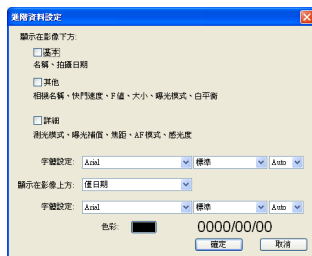 進階資料設定
顯示在影像下方:
基本
名稱、拍攝日期
其他
相機名稱、快門速度、F值、大小、曝光模式、白平衡
詳細
測光模式、曝光補償、焦距、AF模式、感光度
字體設定: Arial 標準 Auto
顯示在影像上方: 僅日期
字體設定: Arial 標準 Auto
色彩: 0000/00/00
確定 取消